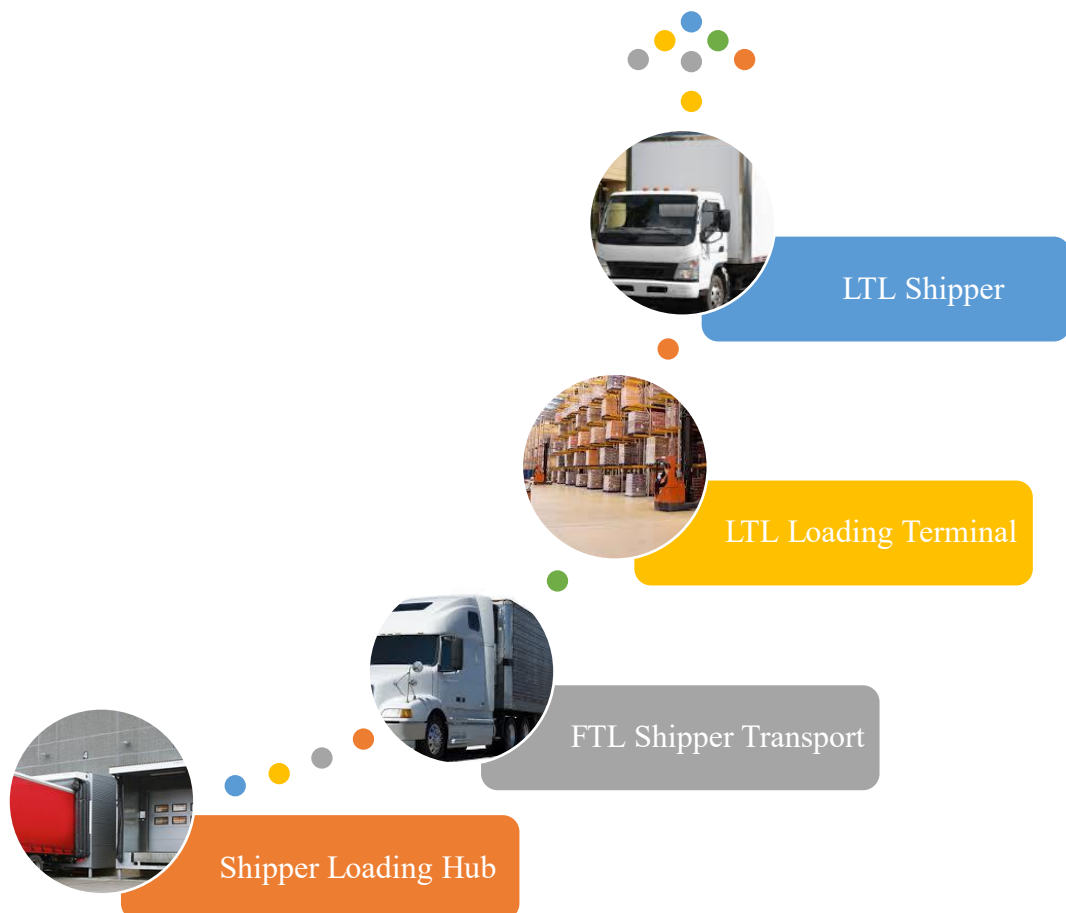 LTL Shipper
LTL Loading Terminal
FTL Shipper Transport
Shipper Loading Hub